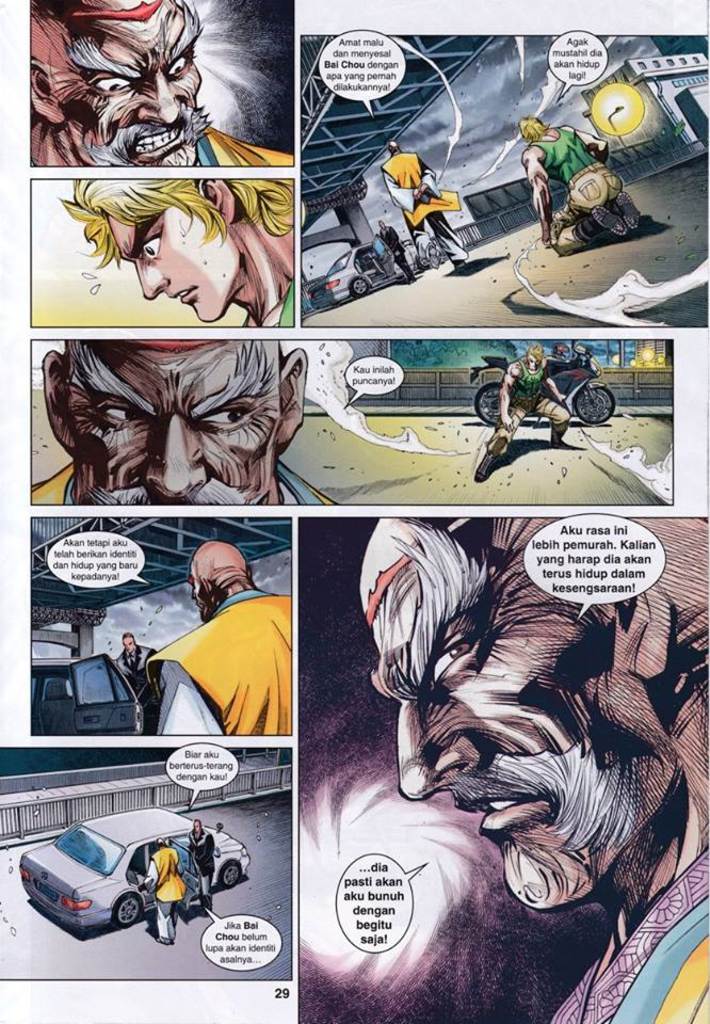 Amat malu
dan menyesal
Bai Chou dengan
apa yang pernah
dilakukannya!
Agak
mustahil dia
akan hidup
lagi!
Kau inilah
puncanya!
Akan tetapi aku
telah berikan identiti
dan hidup yang baru
kepadanya!
Aku rasa ini
lebih pemurah. Kalian
yang harap dia akan
terus hidup dalam
kesengsaraan!
Biar aku
berterus-terang
dengan kau!
Jika Bai
Chou belum
lupa akan identiti
asalnya...
...dia
pasti akan
aku bunuh
dengan
begitu
saja!
29